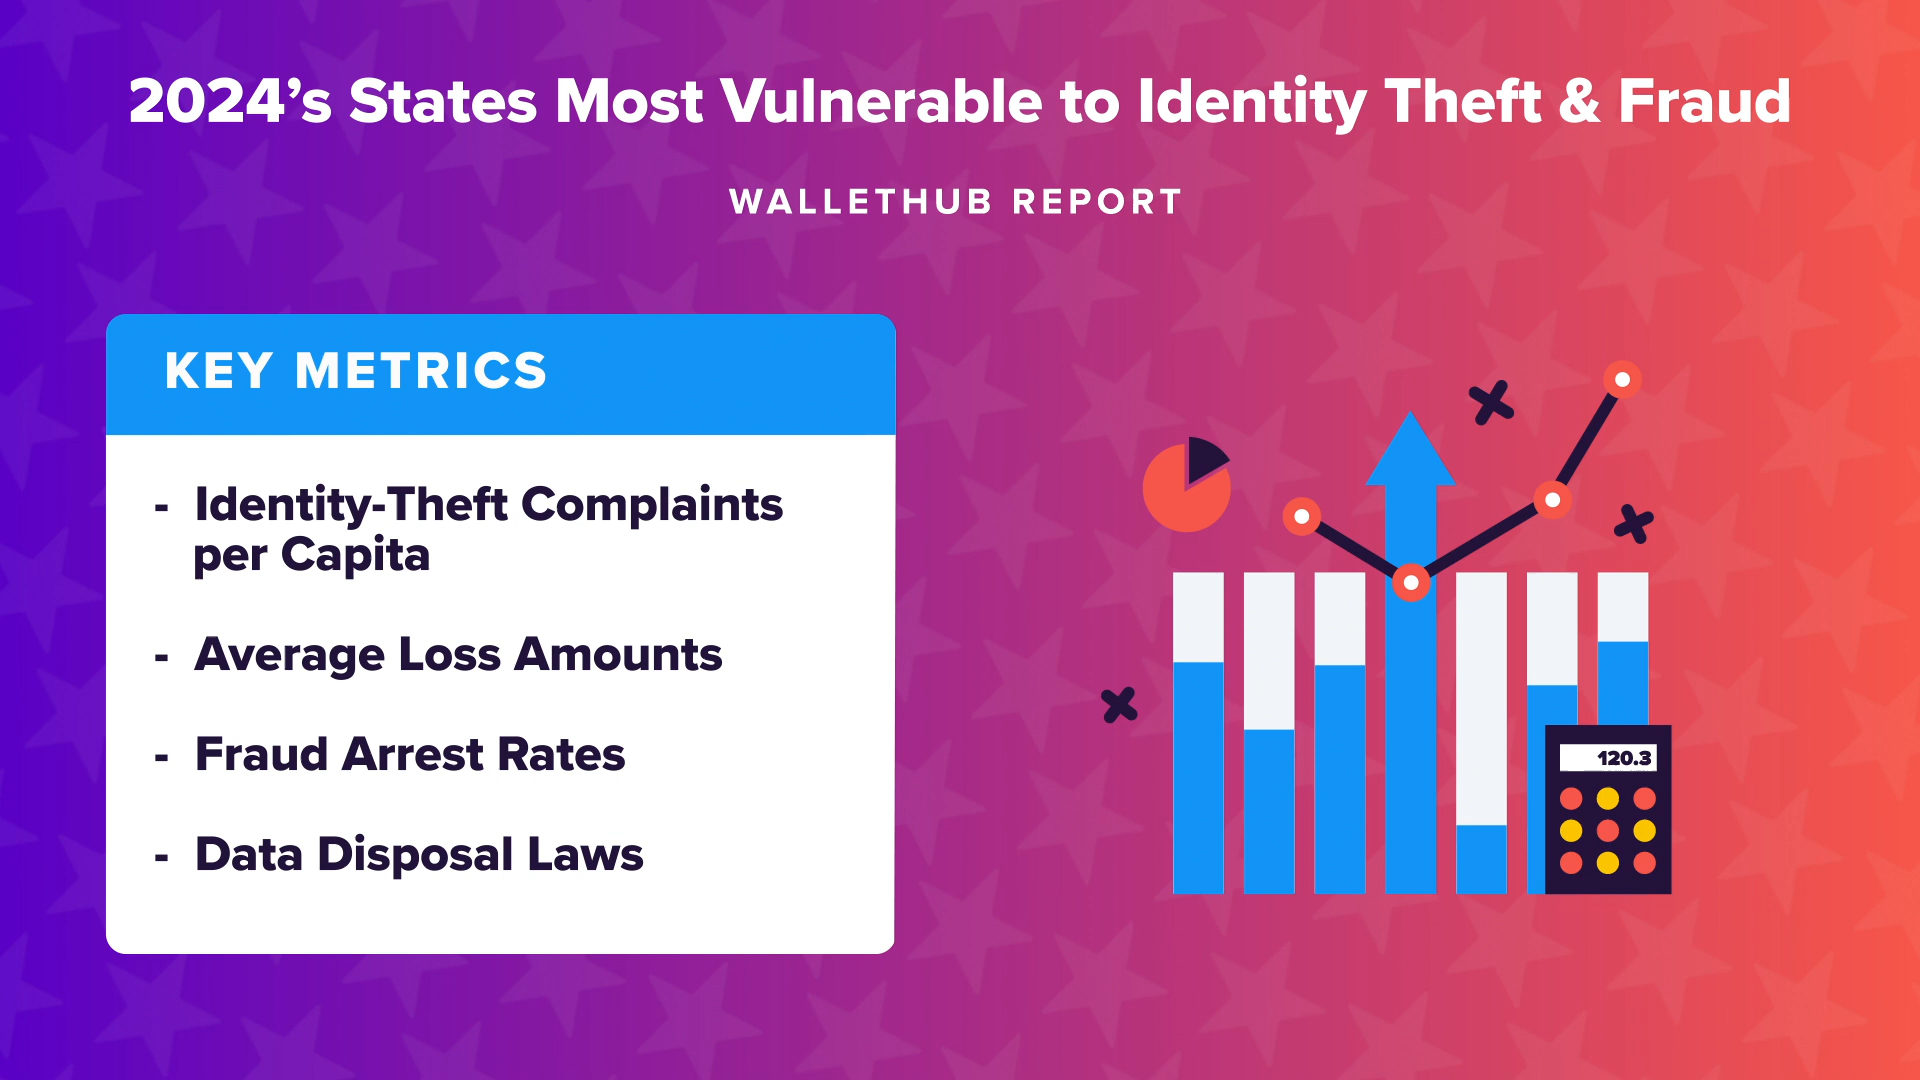 2024’s States Most Vulnerable to Identity Theft & Fraud
WALLETHUB REPORT
KEY METRICS
- Identity-Theft Complaints
per Capita
- Average Loss Amounts
- Fraud Arrest Rates
- Data Disposal Laws
120.3